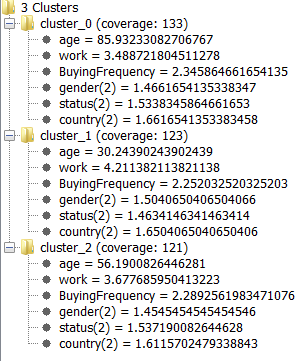 3 Clusters
cluster_0 (coverage: 133)
age = 85.93233082706767
work = 3.488721804511278
BuyingFrequency = 2.345864661654135
gender(2) = 1.4661654135338347
status(2) = 1.5338345864661653
country(2) = 1.6616541353383458
cluster_1 (coverage: 123)
age = 30.24390243902439
work = 4.211382113821138
BuyingFrequency = 2.252032520325203
gender(2) = 1.5040650406504066
status(2) = 1.4634146341463414
country(2) = 1.6504065040650406
cluster_2 (coverage: 121)
age = 56.1900826446281
work = 3.677685950413223
BuyingFrequency = 2.2892561983471076
gender(2) = 1.4545454545454546
status(2) = 1.537190082644628
country(2) = 1.6115702479338843